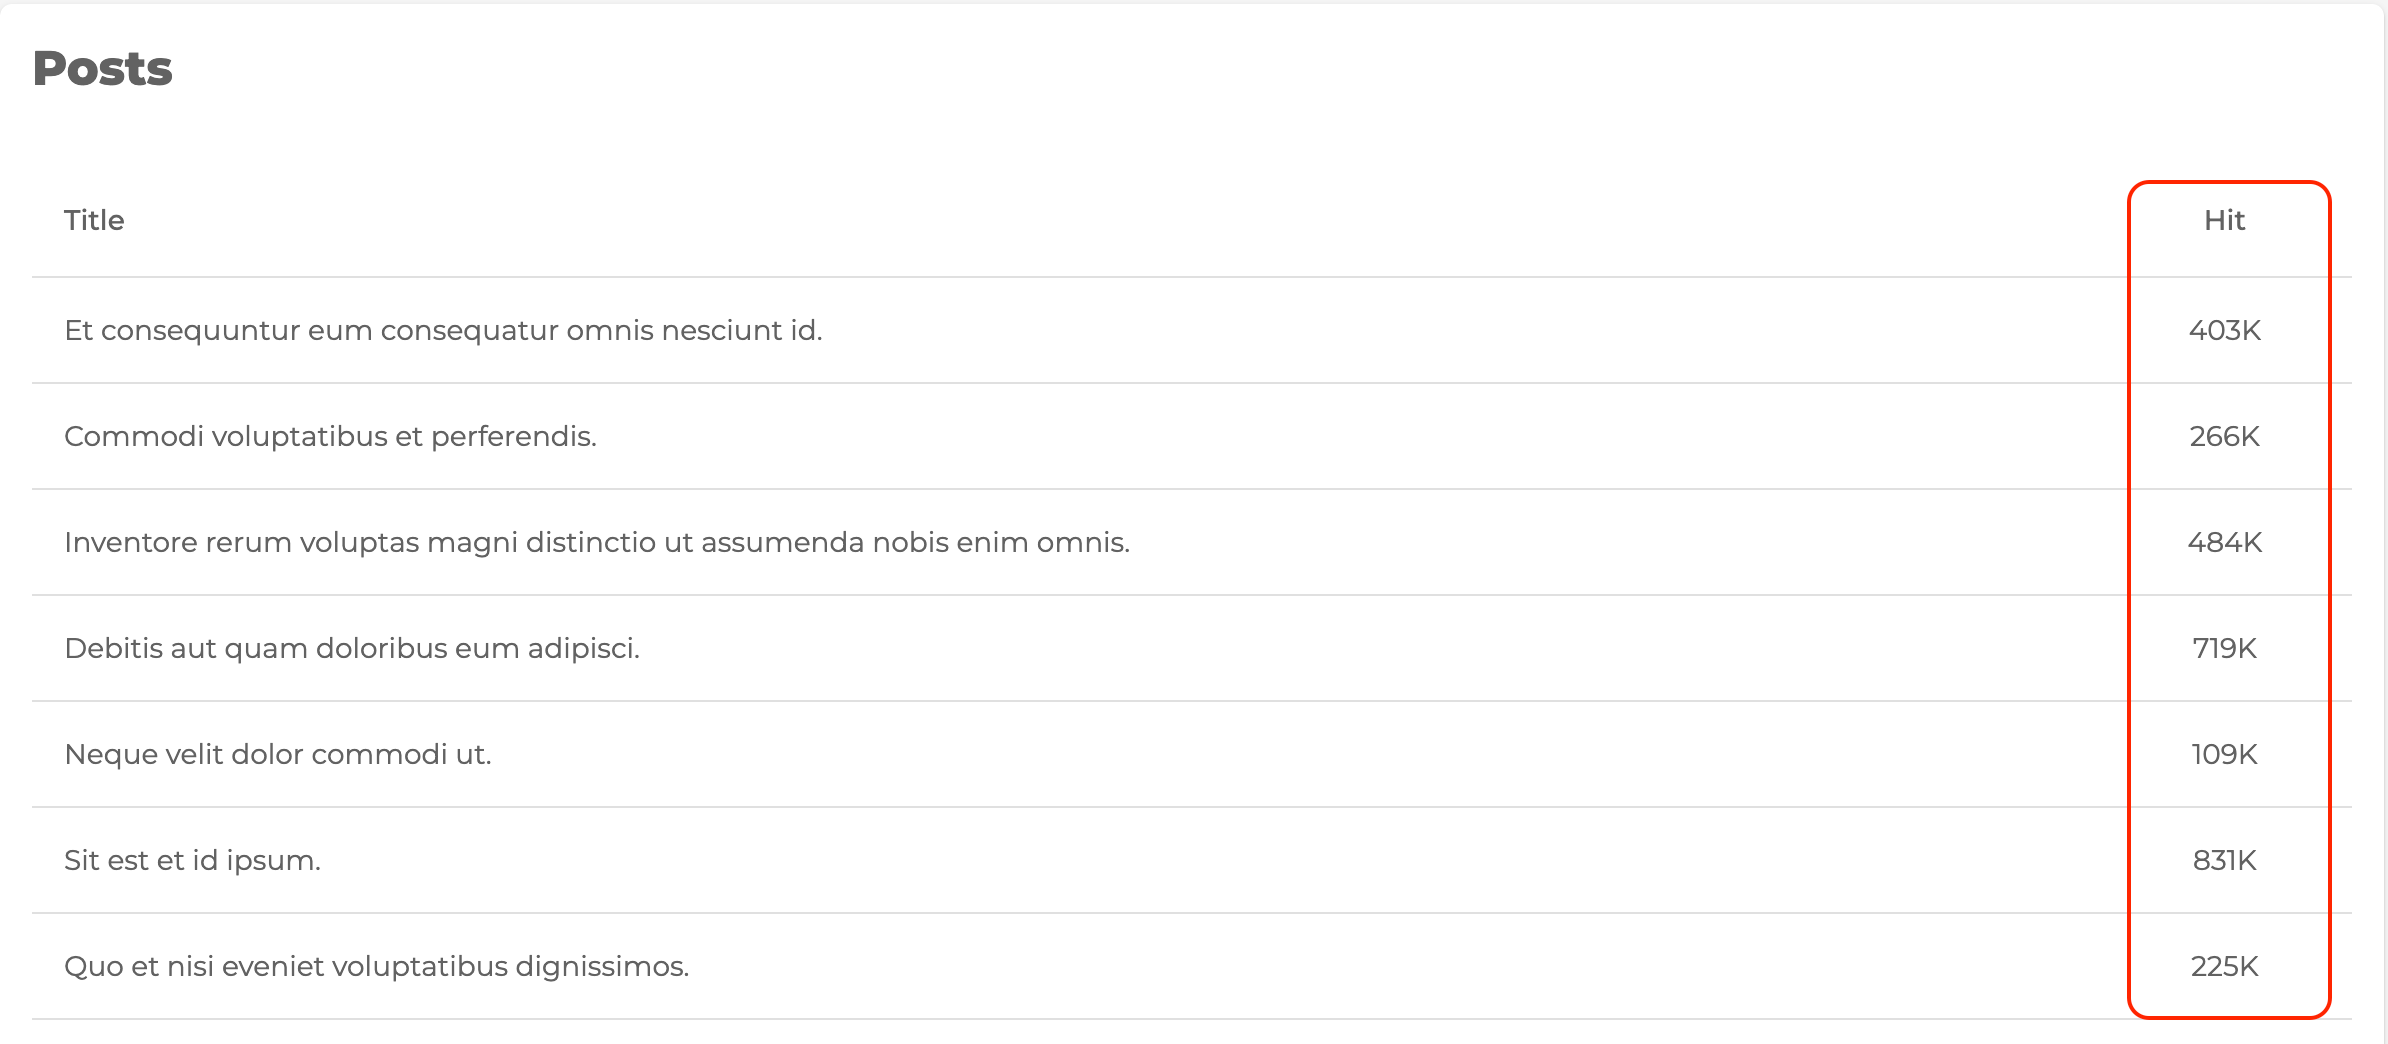 Posts
Title Hit
Et consequuntur eum consequatur omnis nesciunt id. 403K
Commodi voluptatibus et perferendis. 266K
Inventore rerum voluptas magni distinctio ut assumenda nobis enim omnis. 484K
Debitis aut quam doloribus eum adipisci. 719K
Neque velit dolor commodi ut. 109K
Sit est et id ipsum. 831K
Quo et nisi eveniet voluptatibus dignissimos. 225K